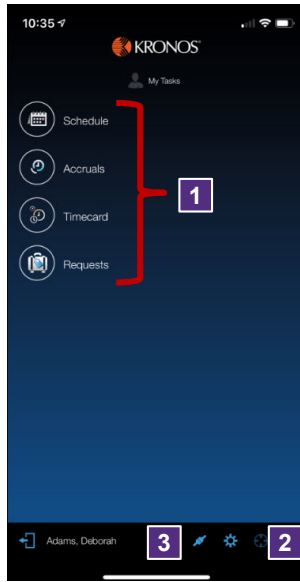 10:35
KRONOS
My Tasks
Schedule
Accruals
1
Timecard
Requests
Adams, Deborah
3
2